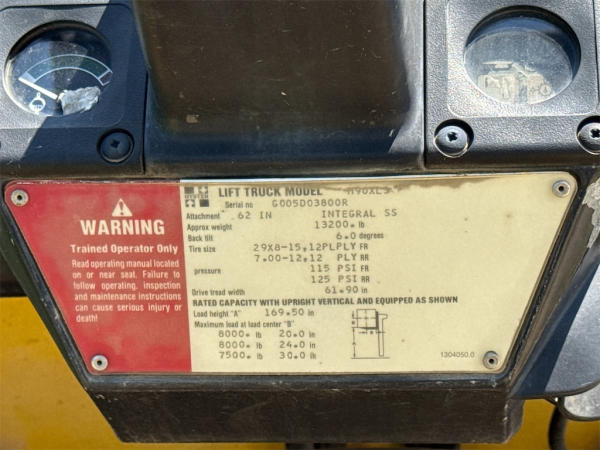 WARNING
Trained Operator Only
Read operating manual located
on or near seat. Failure to
follow operating, inspection
and maintenance instructions
can cause serious injury or
death!
HYSTER
LIFT TRUCK MODEL
Serial no G005D03800R
Attachment 62 IN INTEGRAL SS
Approx weight 13200. lb
Back tilt 6.0 degrees
Tire size 29X8-15,12PLPLY FR
7.00-12,12 PLY RR
pressure 115 PSI FR
125 PSI RR
Drive tread width 61.90 in
RATED CAPACITY WITH UPRIGHT VERTICAL AND EQUIPPED AS SHOWN
Load height "A" 169.50 in
Maximum load at load center "B"
8000. lb 20.0 in
8000. lb 24.0 in
7500. lb 30.0 in
1304050.0